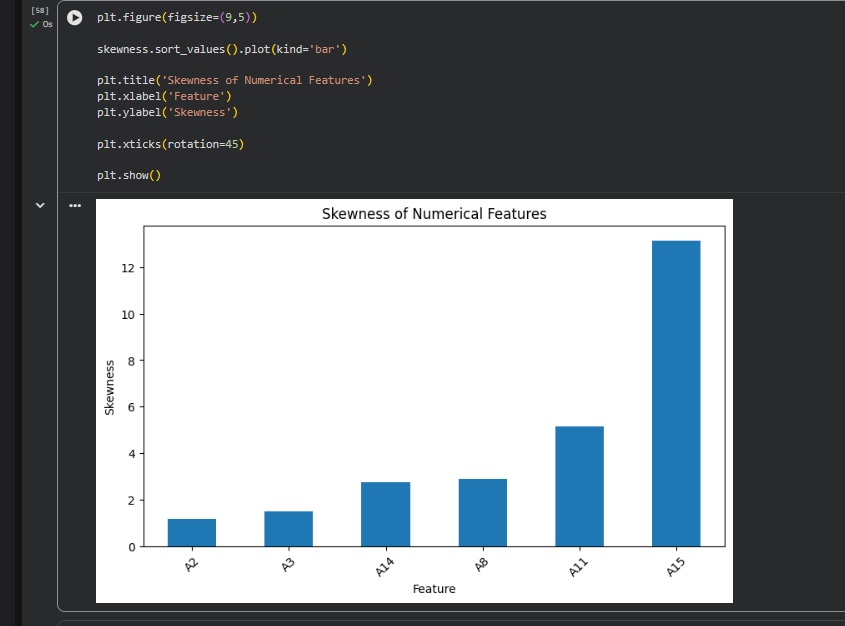 [58]
0s
plt.figure(figsize=(9,5))
skewness.sort_values().plot(kind='bar')
plt.title('Skewness of Numerical Features')
plt.xlabel('Feature')
plt.ylabel('Skewness')
plt.xticks(rotation=45)
plt.show()
Skewness of Numerical Features
12
10
8
6
4
2
0
Skewness
A2 A3 A14 A8 A11 A15
Feature